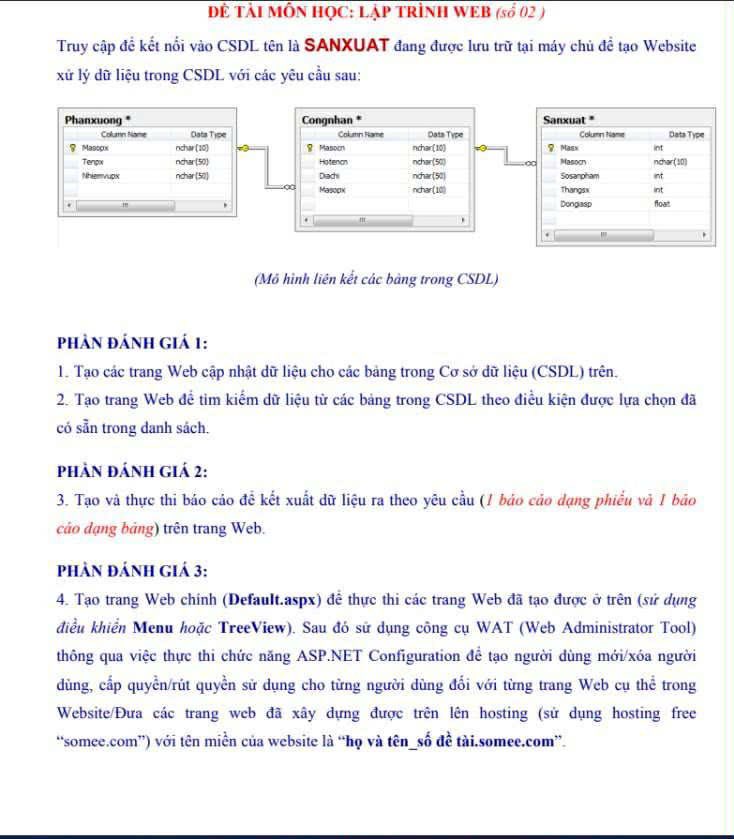 ĐỀ TÀI MÔN HỌC: LẬP TRÌNH WEB (số 02 )
Truy cập để kết nối vào CSDL tên là SANXUAT đang được lưu trữ tại máy chủ để tạo Website
xử lý dữ liệu trong CSDL với các yêu cầu sau:
Phanxuong *
Column Name Data Type
Masopx nchar(10)
Tenpx nchar(50)
Nhiemvupx nchar(50)
Congnhan *
Column Name Data Type
Masocn nchar(10)
Hotencn nchar(50)
Diachi nchar(50)
Masopx nchar(10)
Sanxuat *
Column Name Data Type
Masx int
Masocn nchar(10)
Sosanpham int
Thangsx int
Dongiasp float
(Mô hình liên kết các bảng trong CSDL)
PHẦN ĐÁNH GIÁ 1:
1. Tạo các trang Web cập nhật dữ liệu cho các bảng trong Cơ sở dữ liệu (CSDL) trên.
2. Tạo trang Web để tìm kiếm dữ liệu từ các bảng trong CSDL theo điều kiện được lựa chọn đã
có sẵn trong danh sách.
PHẦN ĐÁNH GIÁ 2:
3. Tạo và thực thi báo cáo để kết xuất dữ liệu ra theo yêu cầu (1 báo cáo dạng phiếu và 1 báo
cáo dạng bảng) trên trang Web.
PHẦN ĐÁNH GIÁ 3:
4. Tạo trang Web chính (Default.aspx) để thực thi các trang Web đã tạo được ở trên (sử dụng
điều khiển Menu hoặc TreeView). Sau đó sử dụng công cụ WAT (Web Administrator Tool)
thông qua việc thực thi chức năng ASP.NET Configuration để tạo người dùng mới/xóa người
dùng, cấp quyền/rút quyền sử dụng cho từng người dùng đối với từng trang Web cụ thể trong
Website/Đưa các trang web đã xây dựng được trên lên hosting (sử dụng hosting free
“somee.com”) với tên miền của website là “họ và tên_số đề tài.somee.com”.